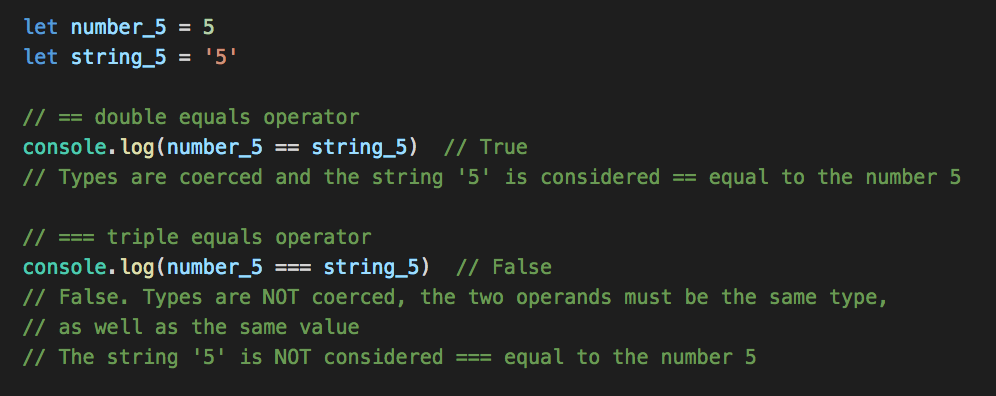 let number_5 = 5
let string_5 = '5'
// == double equals operator
console.log(number_5 == string_5)  // True
// Types are coerced and the string '5' is considered == equal to the number 5
// === triple equals operator
console.log(number_5 === string_5)  // False
// False. Types are NOT coerced, the two operands must be the same type,
// as well as the same value
// The string '5' is NOT considered === equal to the number 5